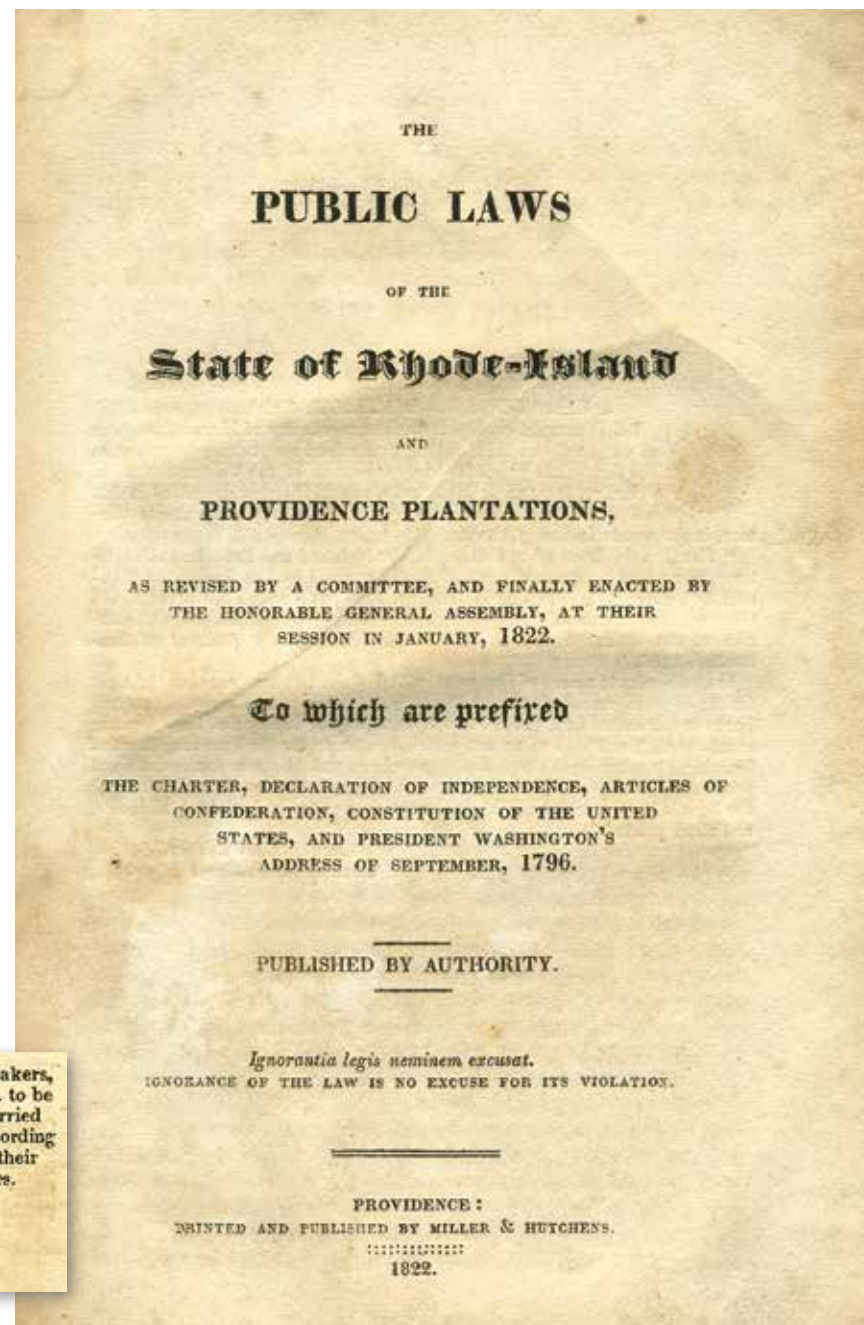 THE
PUBLIC LAWS
OF THE
State of Rhode-Island
AND
PROVIDENCE PLANTATIONS,
AS REVISED BY A COMMITTEE, AND FINALLY ENACTED BY
THE HONORABLE GENERAL ASSEMBLY, AT THEIR
SESSION IN JANUARY, 1822.
To which are prefixed
THE CHARTER, DECLARATION OF INDEPENDENCE, ARTICLES OF
CONFEDERATION, CONSTITUTION OF THE UNITED
STATES, AND PRESIDENT WASHINGTON'S
ADDRESS OF SEPTEMBER, 1796.
PUBLISHED BY AUTHORITY.
Ignorantia legis neminem excusat.
IGNORANCE OF THE LAW IS NO EXCUSE FOR ITS VIOLATION.
PROVIDENCE:
PRINTED AND PUBLISHED BY MILLER & HUTCHENS.
1822.
akers,
to be
rried
ording
their